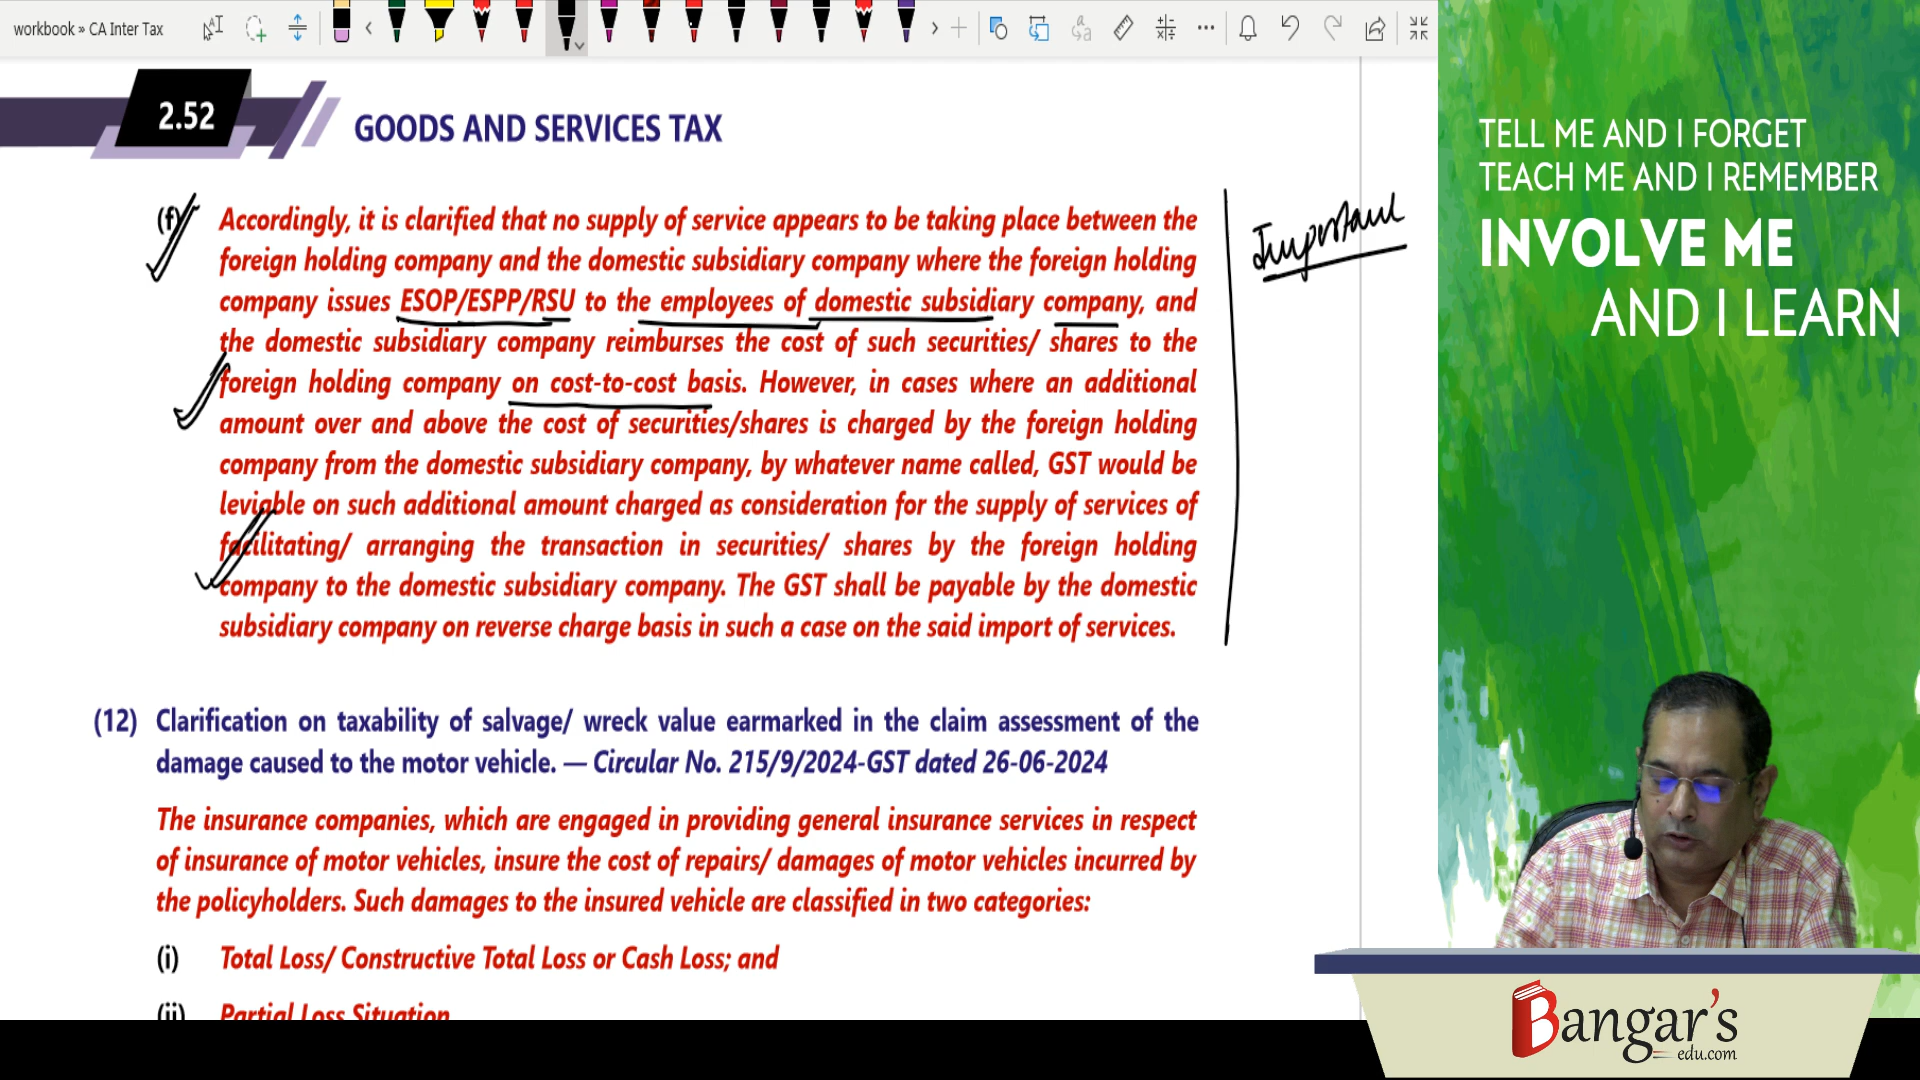 workbook » CA Inter Tax
2.52
GOODS AND SERVICES TAX
(f) Accordingly, it is clarified that no supply of service appears to be taking place between the
foreign holding company and the domestic subsidiary company where the foreign holding
company issues ESOP/ESPP/RSU to the employees of domestic subsidiary company, and
the domestic subsidiary company reimburses the cost of such securities/ shares to the
foreign holding company on cost-to-cost basis. However, in cases where an additional
amount over and above the cost of securities/shares is charged by the foreign holding
company from the domestic subsidiary company, by whatever name called, GST would be
leviable on such additional amount charged as consideration for the supply of services of
facilitating/ arranging the transaction in securities/ shares by the foreign holding
company to the domestic subsidiary company. The GST shall be payable by the domestic
subsidiary company on reverse charge basis in such a case on the said import of services.
Important
(12) Clarification on taxability of salvage/ wreck value earmarked in the claim assessment of the
damage caused to the motor vehicle. — Circular No. 215/9/2024-GST dated 26-06-2024
The insurance companies, which are engaged in providing general insurance services in respect
of insurance of motor vehicles, insure the cost of repairs/ damages of motor vehicles incurred by
the policyholders. Such damages to the insured vehicle are classified in two categories:
(i) Total Loss/ Constructive Total Loss or Cash Loss; and
(ii) Partial Loss Situation
TELL ME AND I FORGET
TEACH ME AND I REMEMBER
INVOLVE ME
AND I LEARN
Bangar's
edu.com